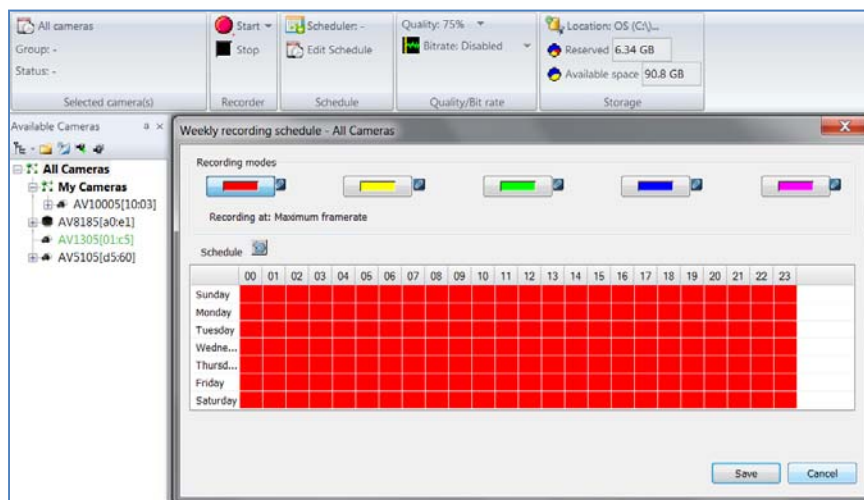 All cameras
Group: -
Status: -
Selected camera(s)
Start
Stop
Recorder
Scheduler: -
Edit Schedule
Schedule
Quality: 75%
Bitrate: Disabled
Quality/Bit rate
Location: OS (C:\)...
Reserved 6.34 GB
Available space 90.8 GB
Storage
Available Cameras
All Cameras
My Cameras
AV10005[10:03]
AV8185[a0:e1]
AV1305[01:c5]
AV5105[d5:60]
Weekly recording schedule - All Cameras
Recording modes
Recording at: Maximum framerate
Schedule
00 01 02 03 04 05 06 07 08 09 10 11 12 13 14 15 16 17 18 19 20 21 22 23
Sunday
Monday
Tuesday
Wedne...
Thursd...
Friday
Saturday
Save
Cancel